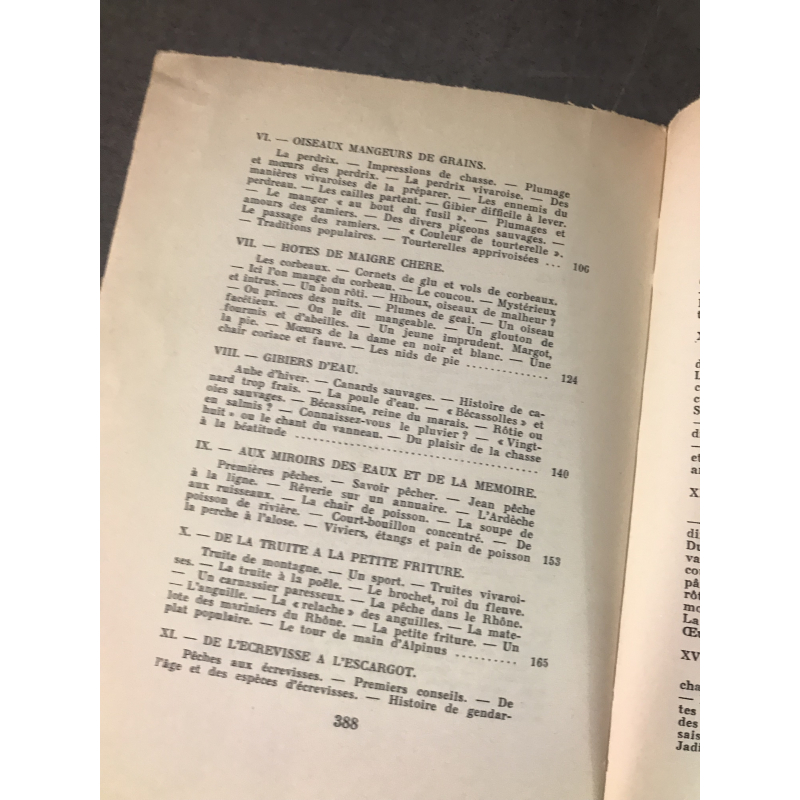 VI. — OISEAUX MANGEURS DE GRAINS.
La perdrix. — Impressions de chasse. — Plumage
et mœurs des perdrix. — La perdrix vivaroise. — Des
manières vivaroises de la préparer. — Les ennemis du
perdreau. — Les cailles partent. — Gibier difficile à lever.
— Le manger « au bout du fusil ». — Plumages et
amours des ramiers. — Des divers pigeons sauvages. —
Le passage des ramiers. — « Couleur de tourterelle ».
— Traditions populaires. — Tourterelles apprivoisées ... 106
VII. — HOTES DE MAIGRE CHERE.
Les corbeaux. — Cornets de glu et vols de corbeaux.
— Ici l'on mange du corbeau. — Le coucou. — Mystérieux
et intrus. — Un bon rôti. — Hiboux, oiseaux de malheur ?
— Ou princes des nuits. — Plumes de geai. — Un oiseau
facétieux. — On le dit mangeable. — Un glouton de
fourmis et d'abeilles. — Un jeune imprudent. Margot,
la pie. — Mœurs de la dame en noir et blanc. — Une
chair coriace et fauve. — Les nids de pie ............... 124
VIII. — GIBIERS D'EAU.
Aube d'hiver. — Canards sauvages. — Histoire de ca-
nard trop frais. — La poule d'eau. — « Bécassolles » et
oies sauvages. — Bécassine, reine du marais. — Rôtie ou
en salmis ? — Connaissez-vous le pluvier ? — « Vingt-
huit » ou le chant du vanneau. — Du plaisir de la chasse
à la béatitude ............................................ 140
IX. — AUX MIROIRS DES EAUX ET DE LA MEMOIRE.
Premières pêches. — Savoir pêcher. — Jean pêche
à la ligne. — Rêverie sur un annuaire. — L'Ardèche
aux ruisseaux. — La chair de poisson. — La soupe de
poisson de rivière. — Court-bouillon concentré. — De
la perche à l'alose. — Viviers, étangs et pain de poisson 153
X. — DE LA TRUITE A LA PETITE FRITURE.
Truite de montagne. — Un sport. — Truites vivaroi-
ses. — La truite à la poêle. — Le brochet, roi du fleuve.
— Un carnassier paresseux. — La pêche dans le Rhône.
— L'anguille. — La « relache » des anguilles. — La mate-
lote des mariniers du Rhône. — La petite friture. — Un
plat populaire. — Le tour de main d'Alpinus ........... 165
XI. — DE L'ECREVISSE A L'ESCARGOT.
Pêches aux écrevisses. — Premiers conseils. — De
l'âge et des espèces d'écrevisses. — Histoire de gendar-
388
XV
cha
—
tes
des
sais
Jadi